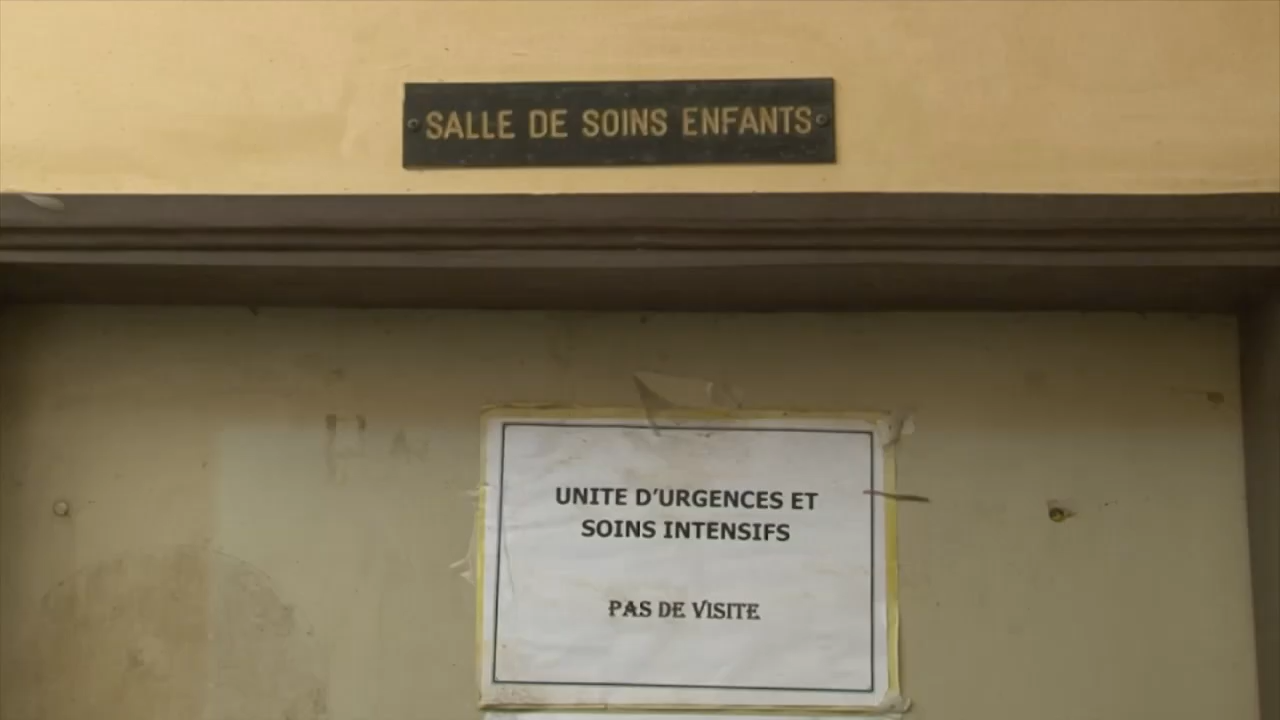 SALLE DE SOINS ENFANTS
UNITE D'URGENCES ET
SOINS INTENSIFS
PAS DE VISITE